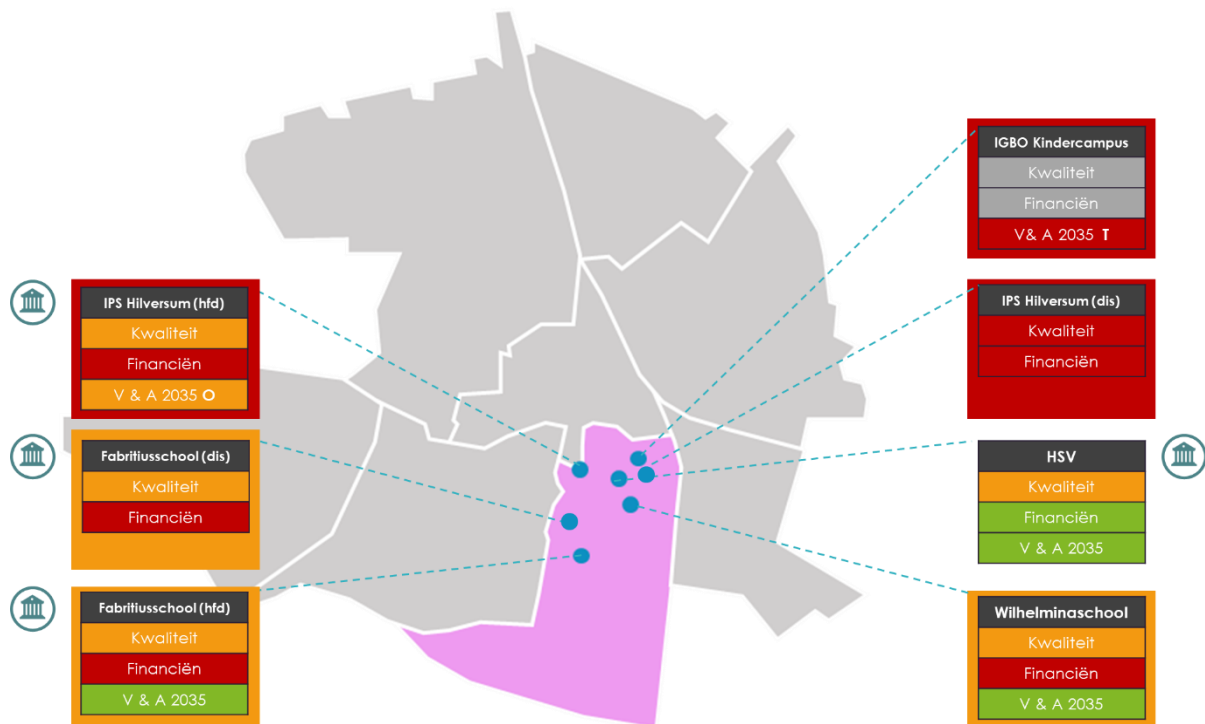 IGBO Kindercampus
Kwaliteit
Financiën
V& A 2035 T
IPS Hilversum (hfd)
Kwaliteit
Financiën
V & A 2035 O
IPS Hilversum (dis)
Kwaliteit
Financiën
Fabritiusschool (dis)
Kwaliteit
Financiën
HSV
Kwaliteit
Financiën
V & A 2035
Fabritiusschool (hfd)
Kwaliteit
Financiën
V & A 2035
Wilhelminaschool
Kwaliteit
Financiën
V & A 2035